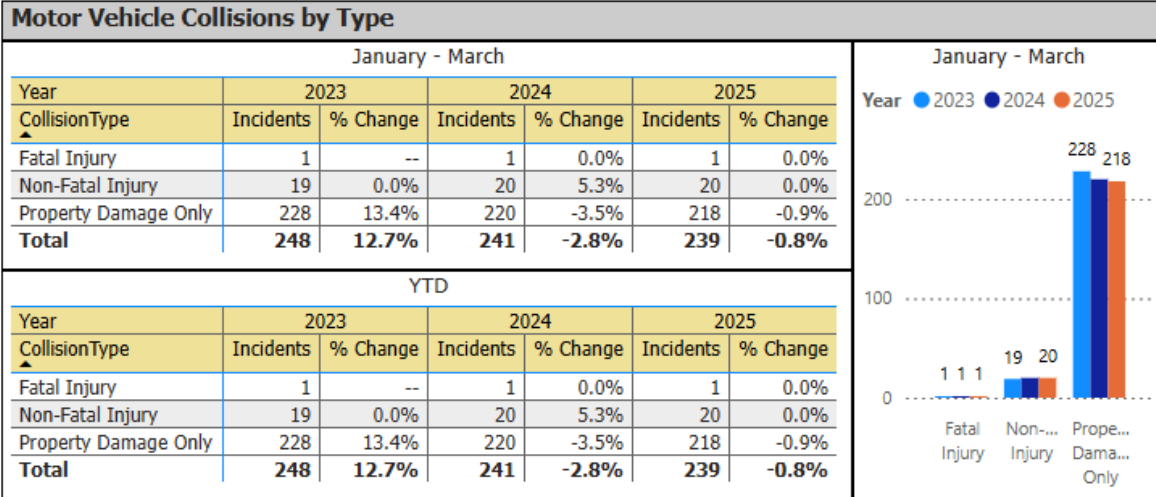 Motor Vehicle Collisions by Type
January - March
Year 2023 2024 2025
CollisionType Incidents % Change Incidents % Change Incidents % Change
Fatal Injury 1 -- 1 0.0% 1 0.0%
Non-Fatal Injury 19 0.0% 20 5.3% 20 0.0%
Property Damage Only 228 13.4% 220 -3.5% 218 -0.9%
Total 248 12.7% 241 -2.8% 239 -0.8%
YTD
Year 2023 2024 2025
CollisionType Incidents % Change Incidents % Change Incidents % Change
Fatal Injury 1 -- 1 0.0% 1 0.0%
Non-Fatal Injury 19 0.0% 20 5.3% 20 0.0%
Property Damage Only 228 13.4% 220 -3.5% 218 -0.9%
Total 248 12.7% 241 -2.8% 239 -0.8%
January - March
Year 2023 2024 2025
228 218
200
100
19 20
1 1 1
0
Fatal Non-... Prope...
Injury Injury Dama...
Only